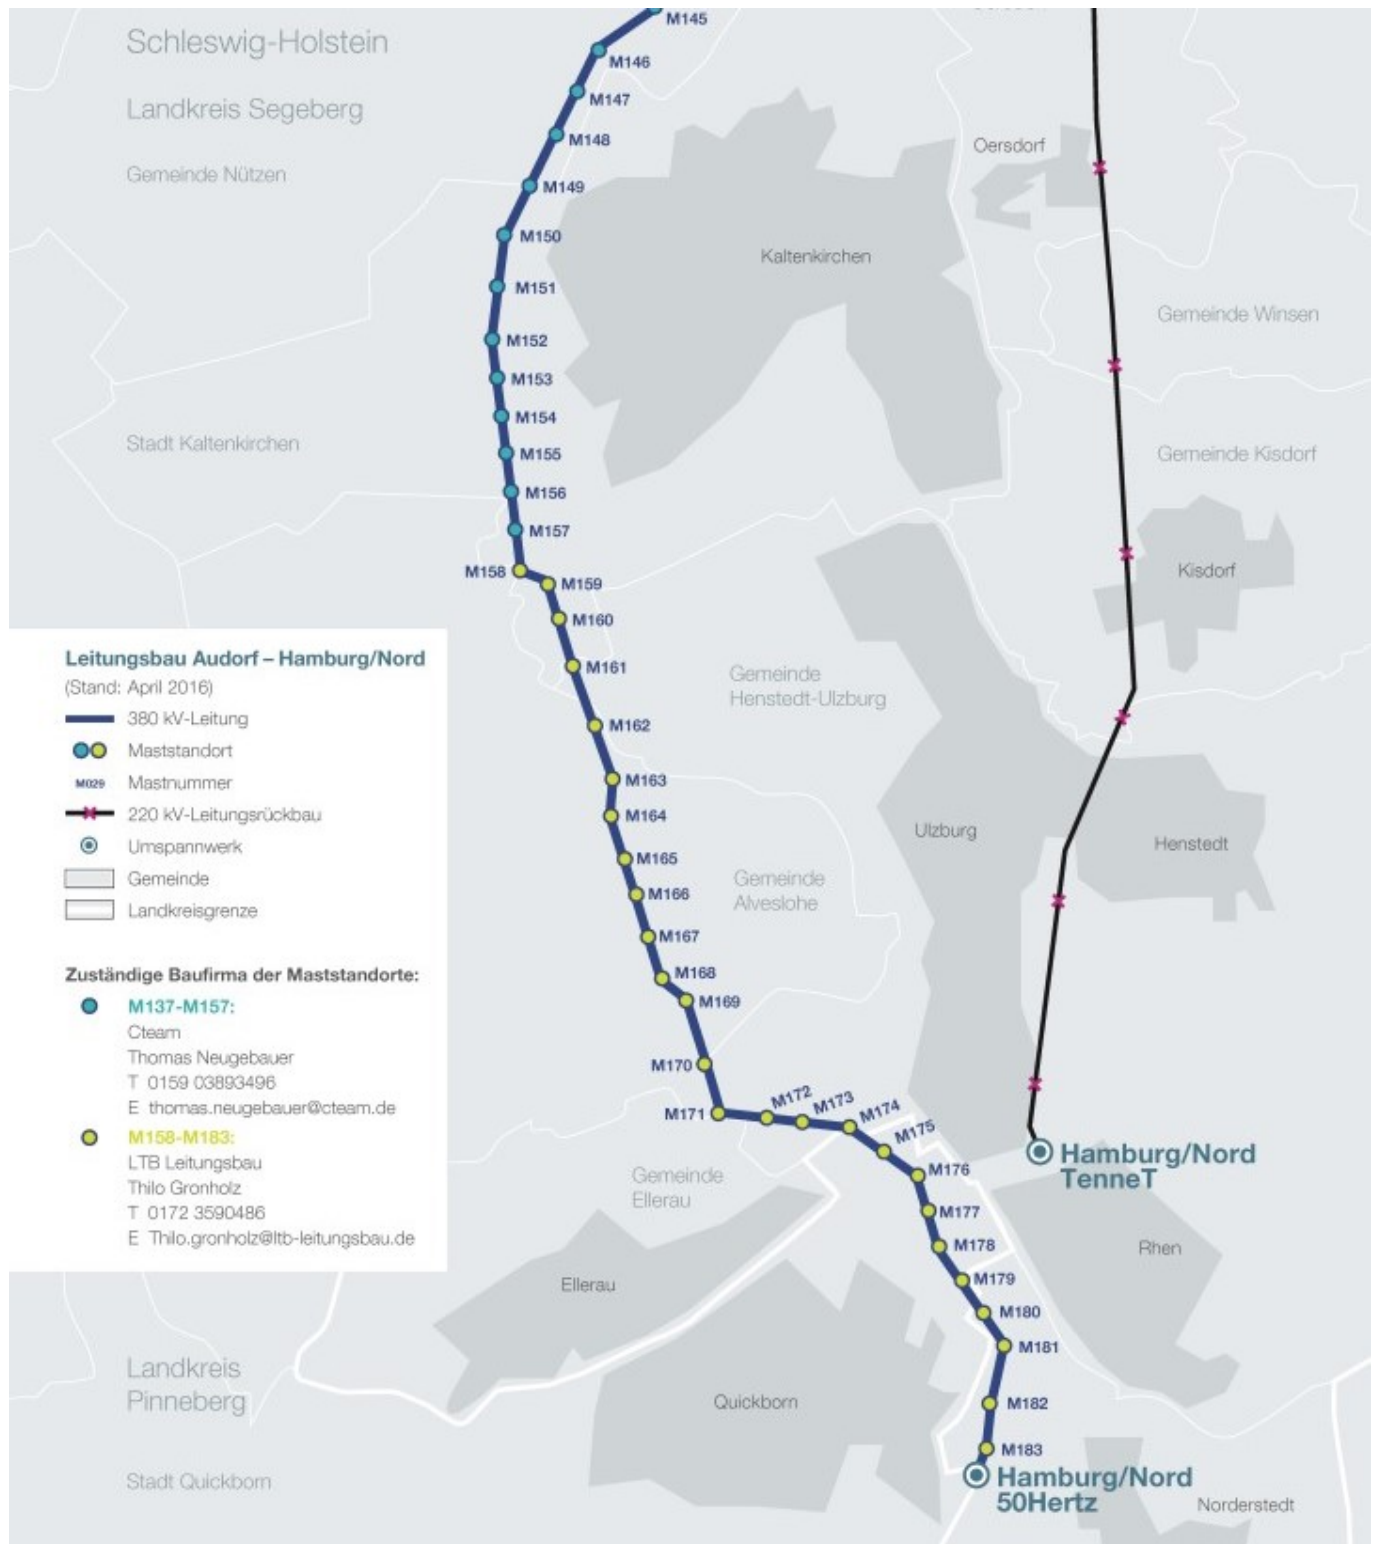 Schleswig-Holstein
Landkreis Segeberg
Gemeinde Nützen
M145
M146
M147
M148
M149
M150
M151
M152
M153
M154
M155
M156
M157
M158
M159
M160
M161
M162
M163
M164
M165
M166
M167
M168
M169
M170
M171
M172
M173
M174
M175
M176
M177
M178
M179
M180
M181
M182
M183
Oersdorf
Kaltenkirchen
Gemeinde Winsen
Stadt Kaltenkirchen
Gemeinde Kisdorf
Kisdorf
Gemeinde
Henstedt-Ulzburg
Ulzburg
Henstedt
Gemeinde
Alveslohe
Leitungsbau Audorf – Hamburg/Nord
(Stand: April 2016)
380 kV-Leitung
Maststandort
M029 Mastnummer
220 kV-Leitungsrückbau
Umspannwerk
Gemeinde
Landkreisgrenze
Zuständige Baufirma der Maststandorte:
M137-M157:
Cteam
Thomas Neugebauer
T 0159 03893496
E thomas.neugebauer@cteam.de
M158-M183:
LTB Leitungsbau
Thilo Gronholz
T 0172 3590486
E Thilo.gronholz@ltb-leitungsbau.de
Hamburg/Nord
TenneT
Gemeinde
Ellerau
Rhen
Ellerau
Landkreis
Pinneberg
Quickborn
Stadt Quickborn
Hamburg/Nord
50Hertz
Norderstedt